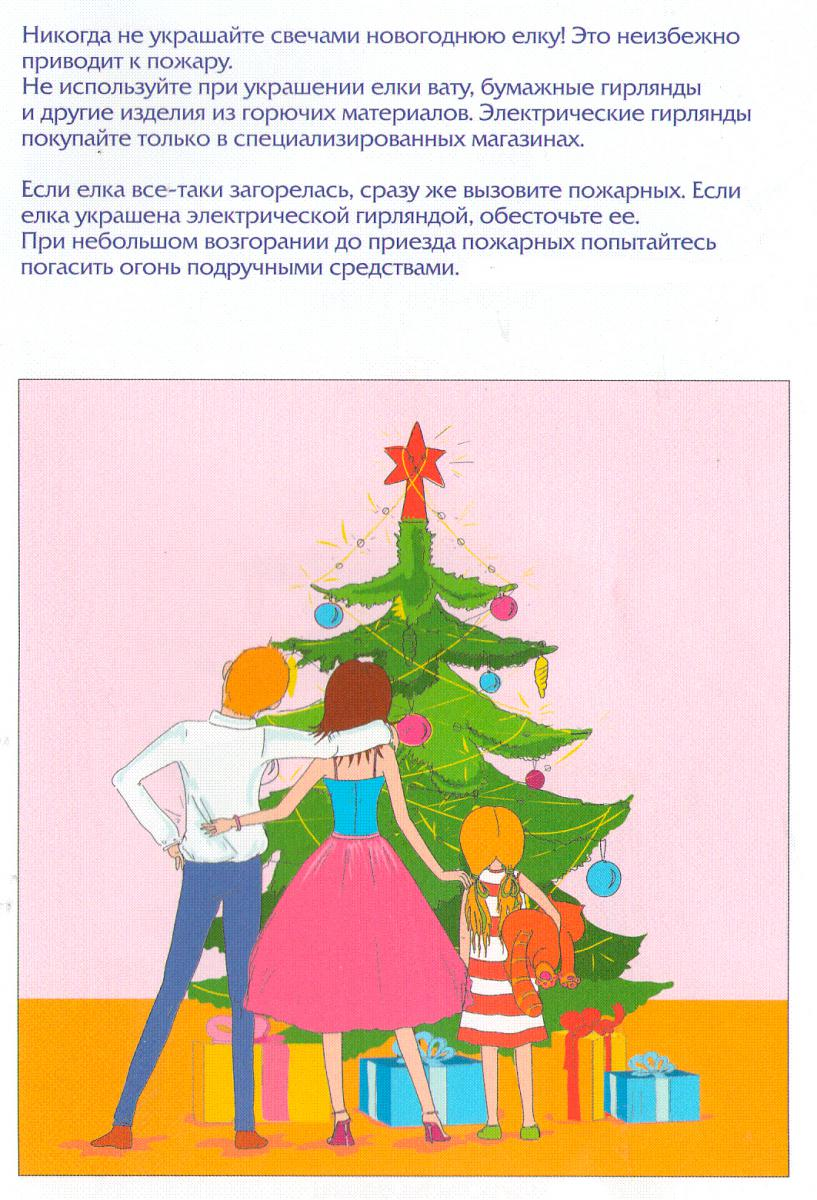 Никогда не украшайте свечами новогоднюю елку! Это неизбежно
приводит к пожару.
Не используйте при украшении елки вату, бумажные гирлянды
и другие изделия из горючих материалов. Электрические гирлянды
покупайте только в специализированных магазинах.
Если елка все-таки загорелась, сразу же вызовите пожарных. Если
елка украшена электрической гирляндой, обесточьте ее.
При небольшом возгорании до приезда пожарных попытайтесь
погасить огонь подручными средствами.